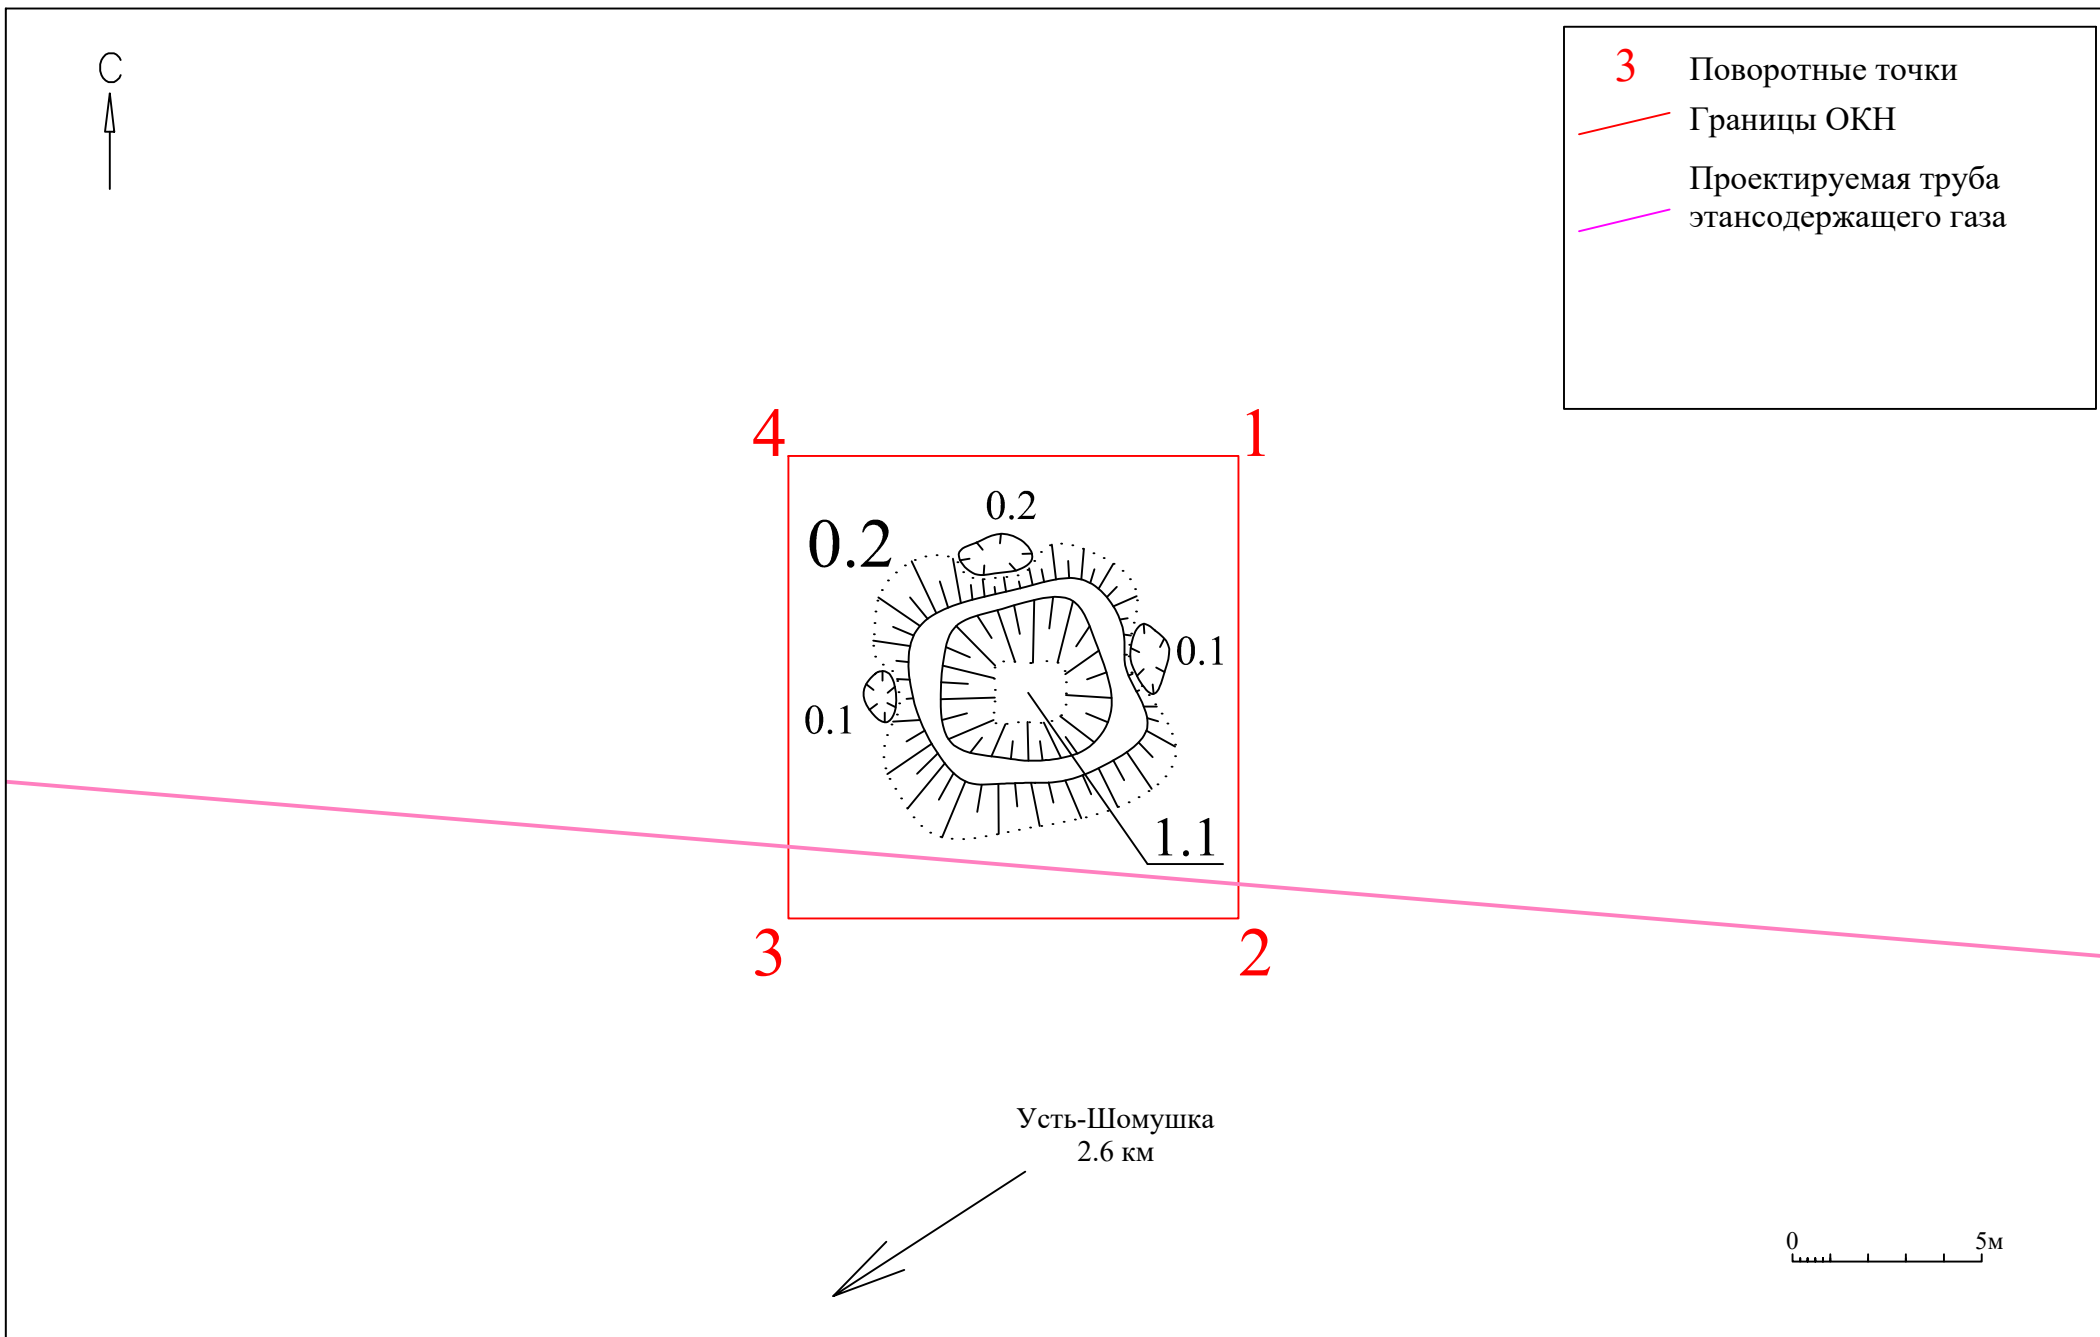 С
3 Поворотные точки
Границы ОКН
Проектируемая труба
этансодержащего газа
4
1
0.2
0.2
0.1
0.1
1.1
3
2
Усть-Шомушка
2.6 км
0 5м